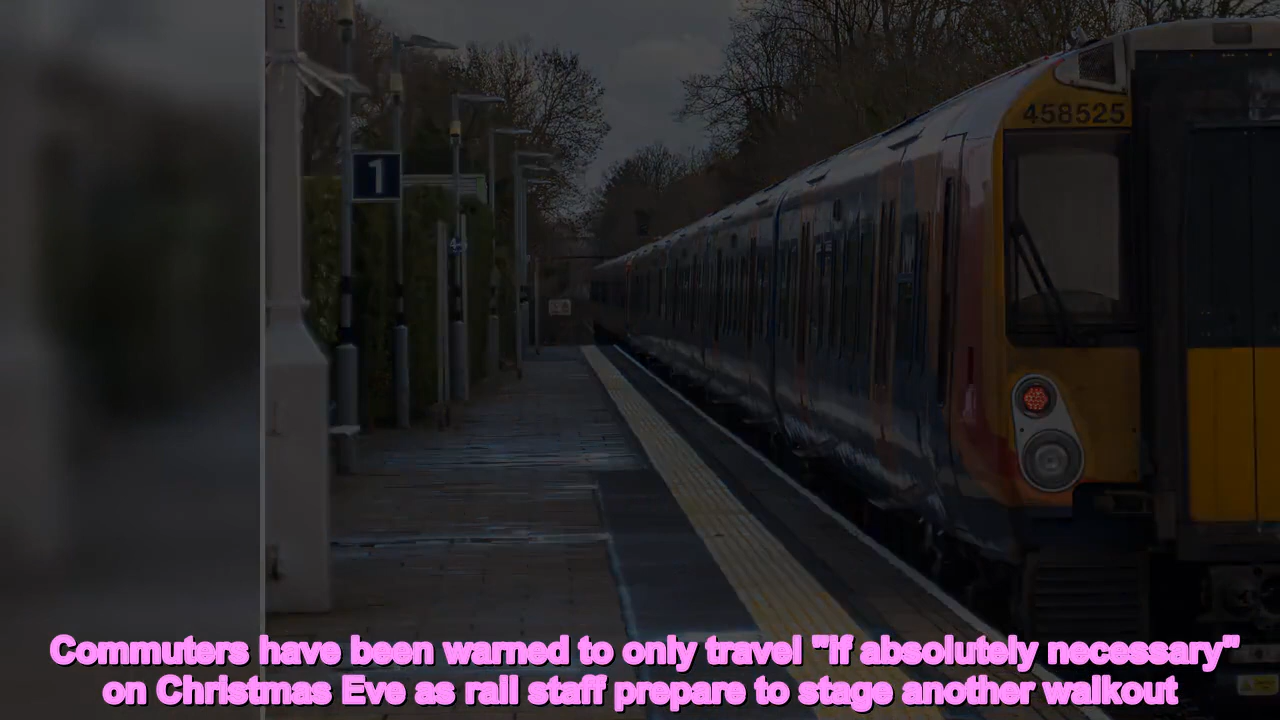 458525
1
Commuters have been warned to only travel "if absolutely necessary"
on Christmas Eve as rail staff prepare to stage another walkout